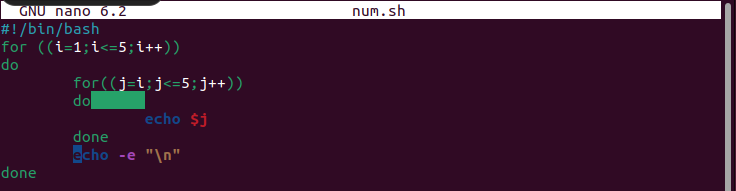 GNU nano 6.2 num.sh
#!/bin/bash
for ((i=1;i<=5;i++))
do
for((j=i;j<=5;j++))
do
echo $j
done
echo -e "\n"
done